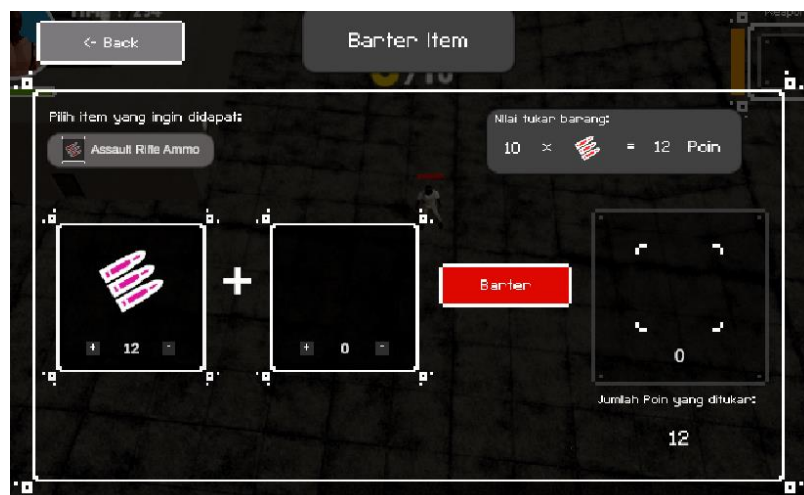 <- Back
Barter Item
Pilih item yang ingin didapat:
Assault Rifle Ammo
Nilai tukar barang:
10 × = 12 Poin
+
+ 12 -
+ 0 -
Barter
0
Jumlah Poin yang ditukar:
12